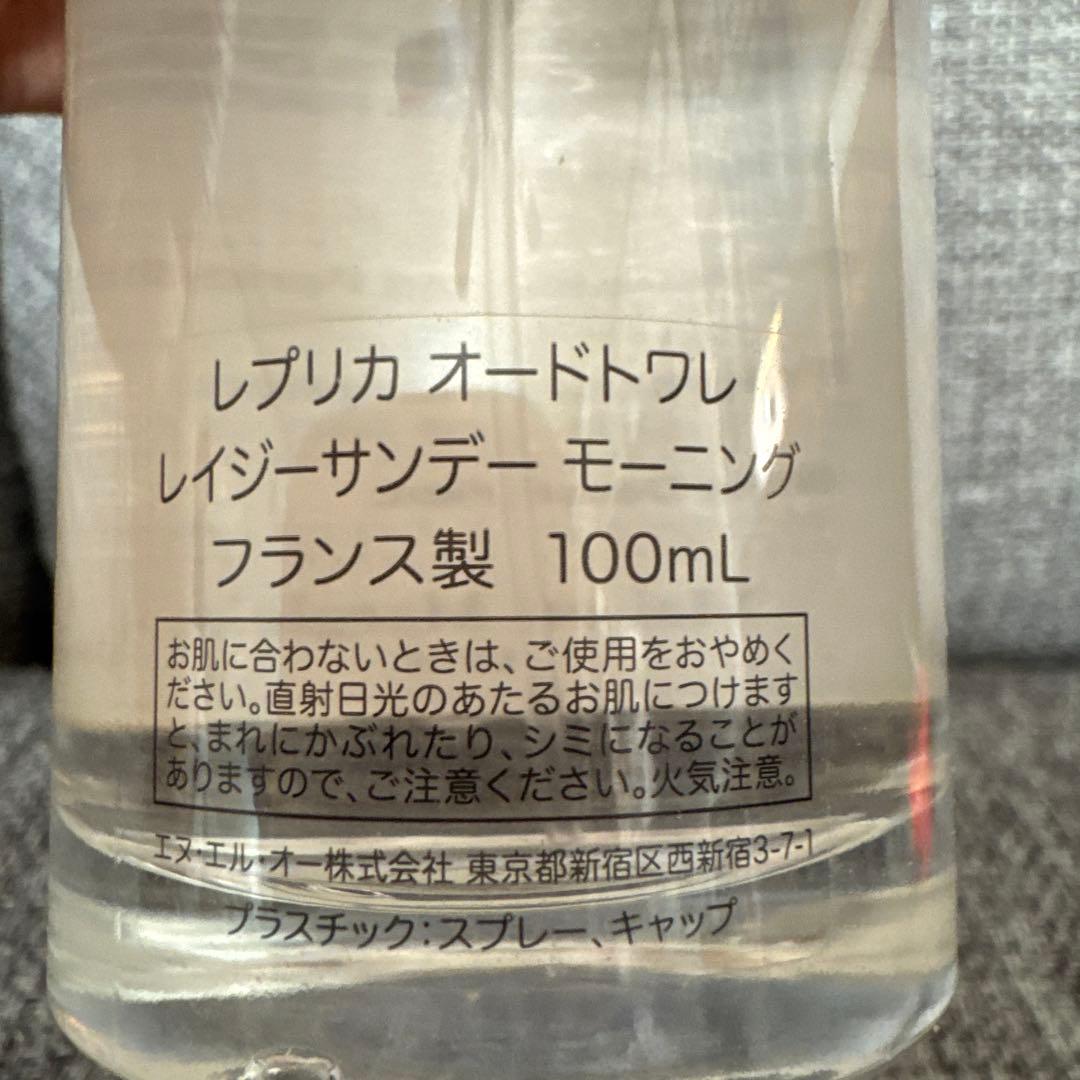 レプリカ オードトワレ
レイジーサンデー モーニング
フランス製 100mL
お肌に合わないときは、ご使用をおやめく
ださい。直射日光のあたるお肌につけます
と、まれにかぶれたり、シミになることが
ありますので、ご注意ください。火気注意。
エヌ・エル・オー株式会社 東京都新宿区西新宿3-7-1
プラスチック:スプレー、キャップ